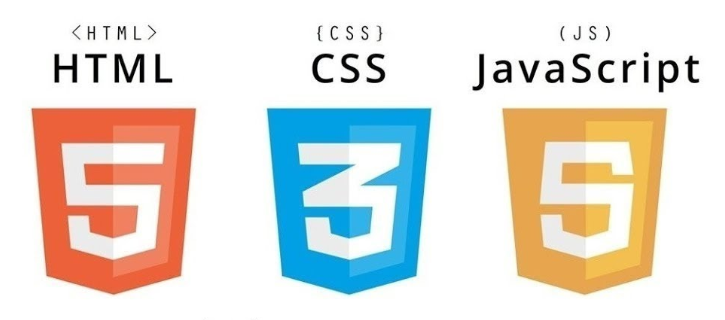 <HTML> {CSS} (JS)
HTML CSS JavaScript
5 3 5